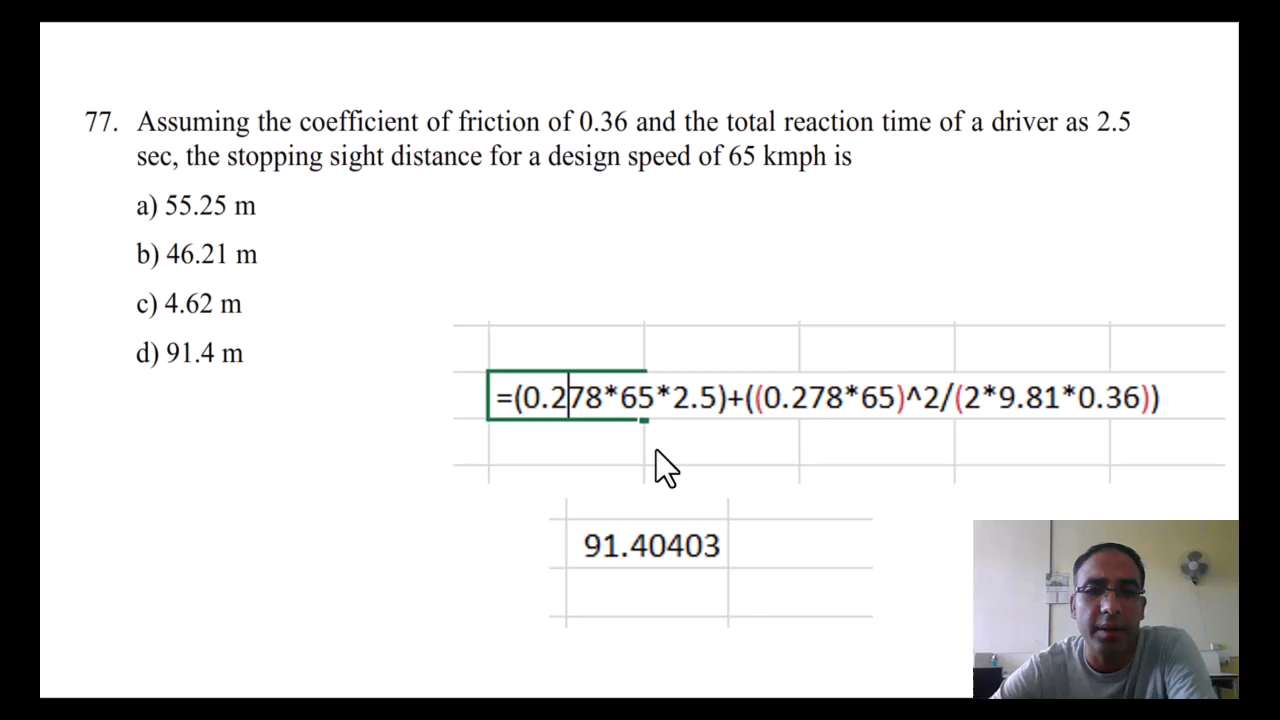 77. Assuming the coefficient of friction of 0.36 and the total reaction time of a driver as 2.5
sec, the stopping sight distance for a design speed of 65 kmph is
a) 55.25 m
b) 46.21 m
c) 4.62 m
d) 91.4 m
=(0.278*65*2.5)+((0.278*65)^2/(2*9.81*0.36))
91.40403